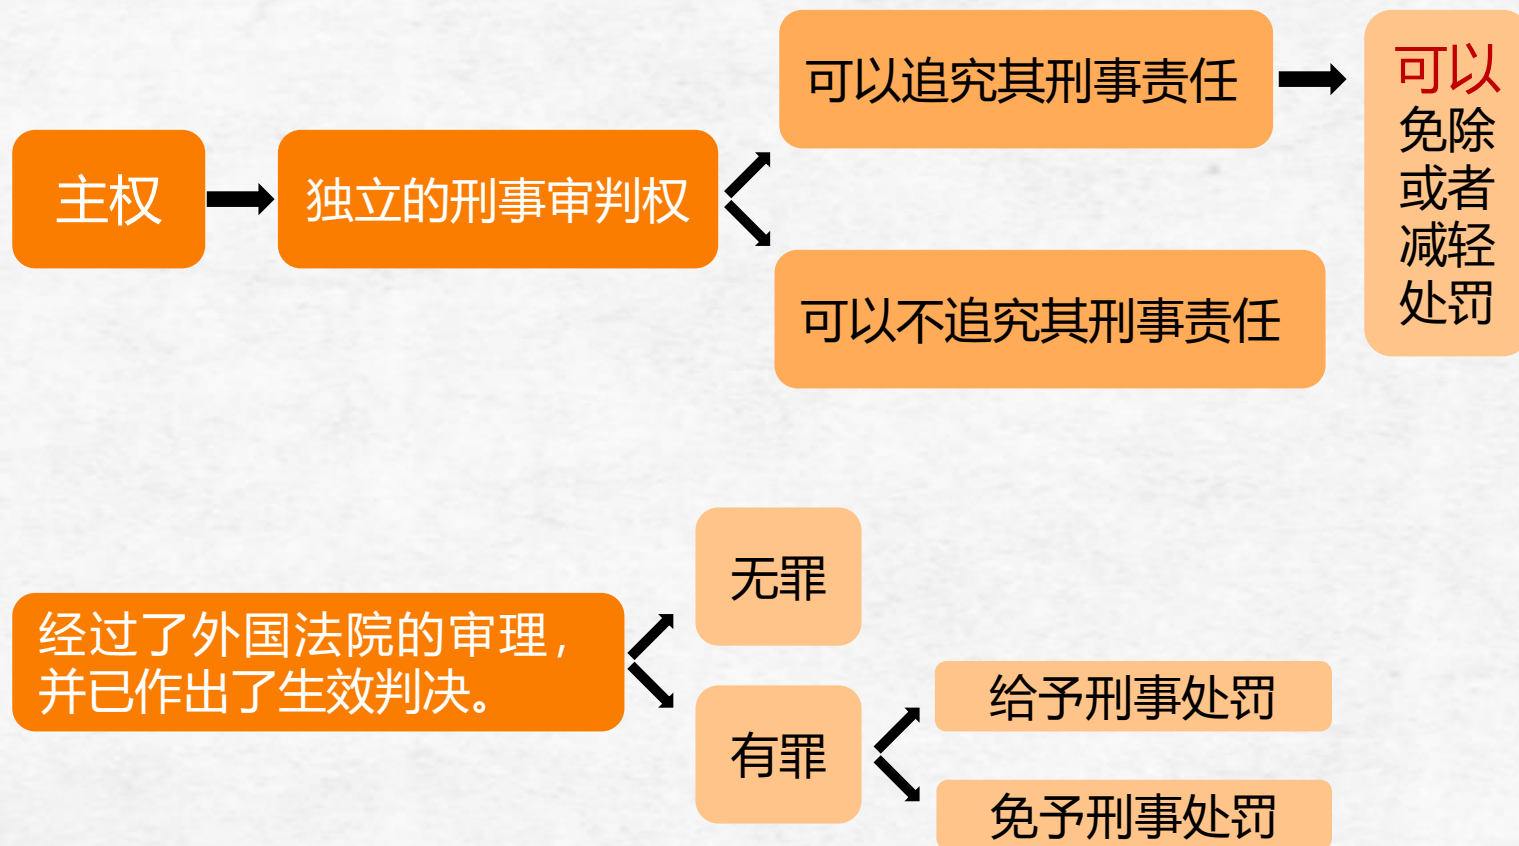 主权
独立的刑事审判权
可以追究其刑事责任
可以不追究其刑事责任
可以
免除
或者
减轻
处罚
经过了外国法院的审理，
并已作出了生效判决。
无罪
有罪
给予刑事处罚
免予刑事处罚